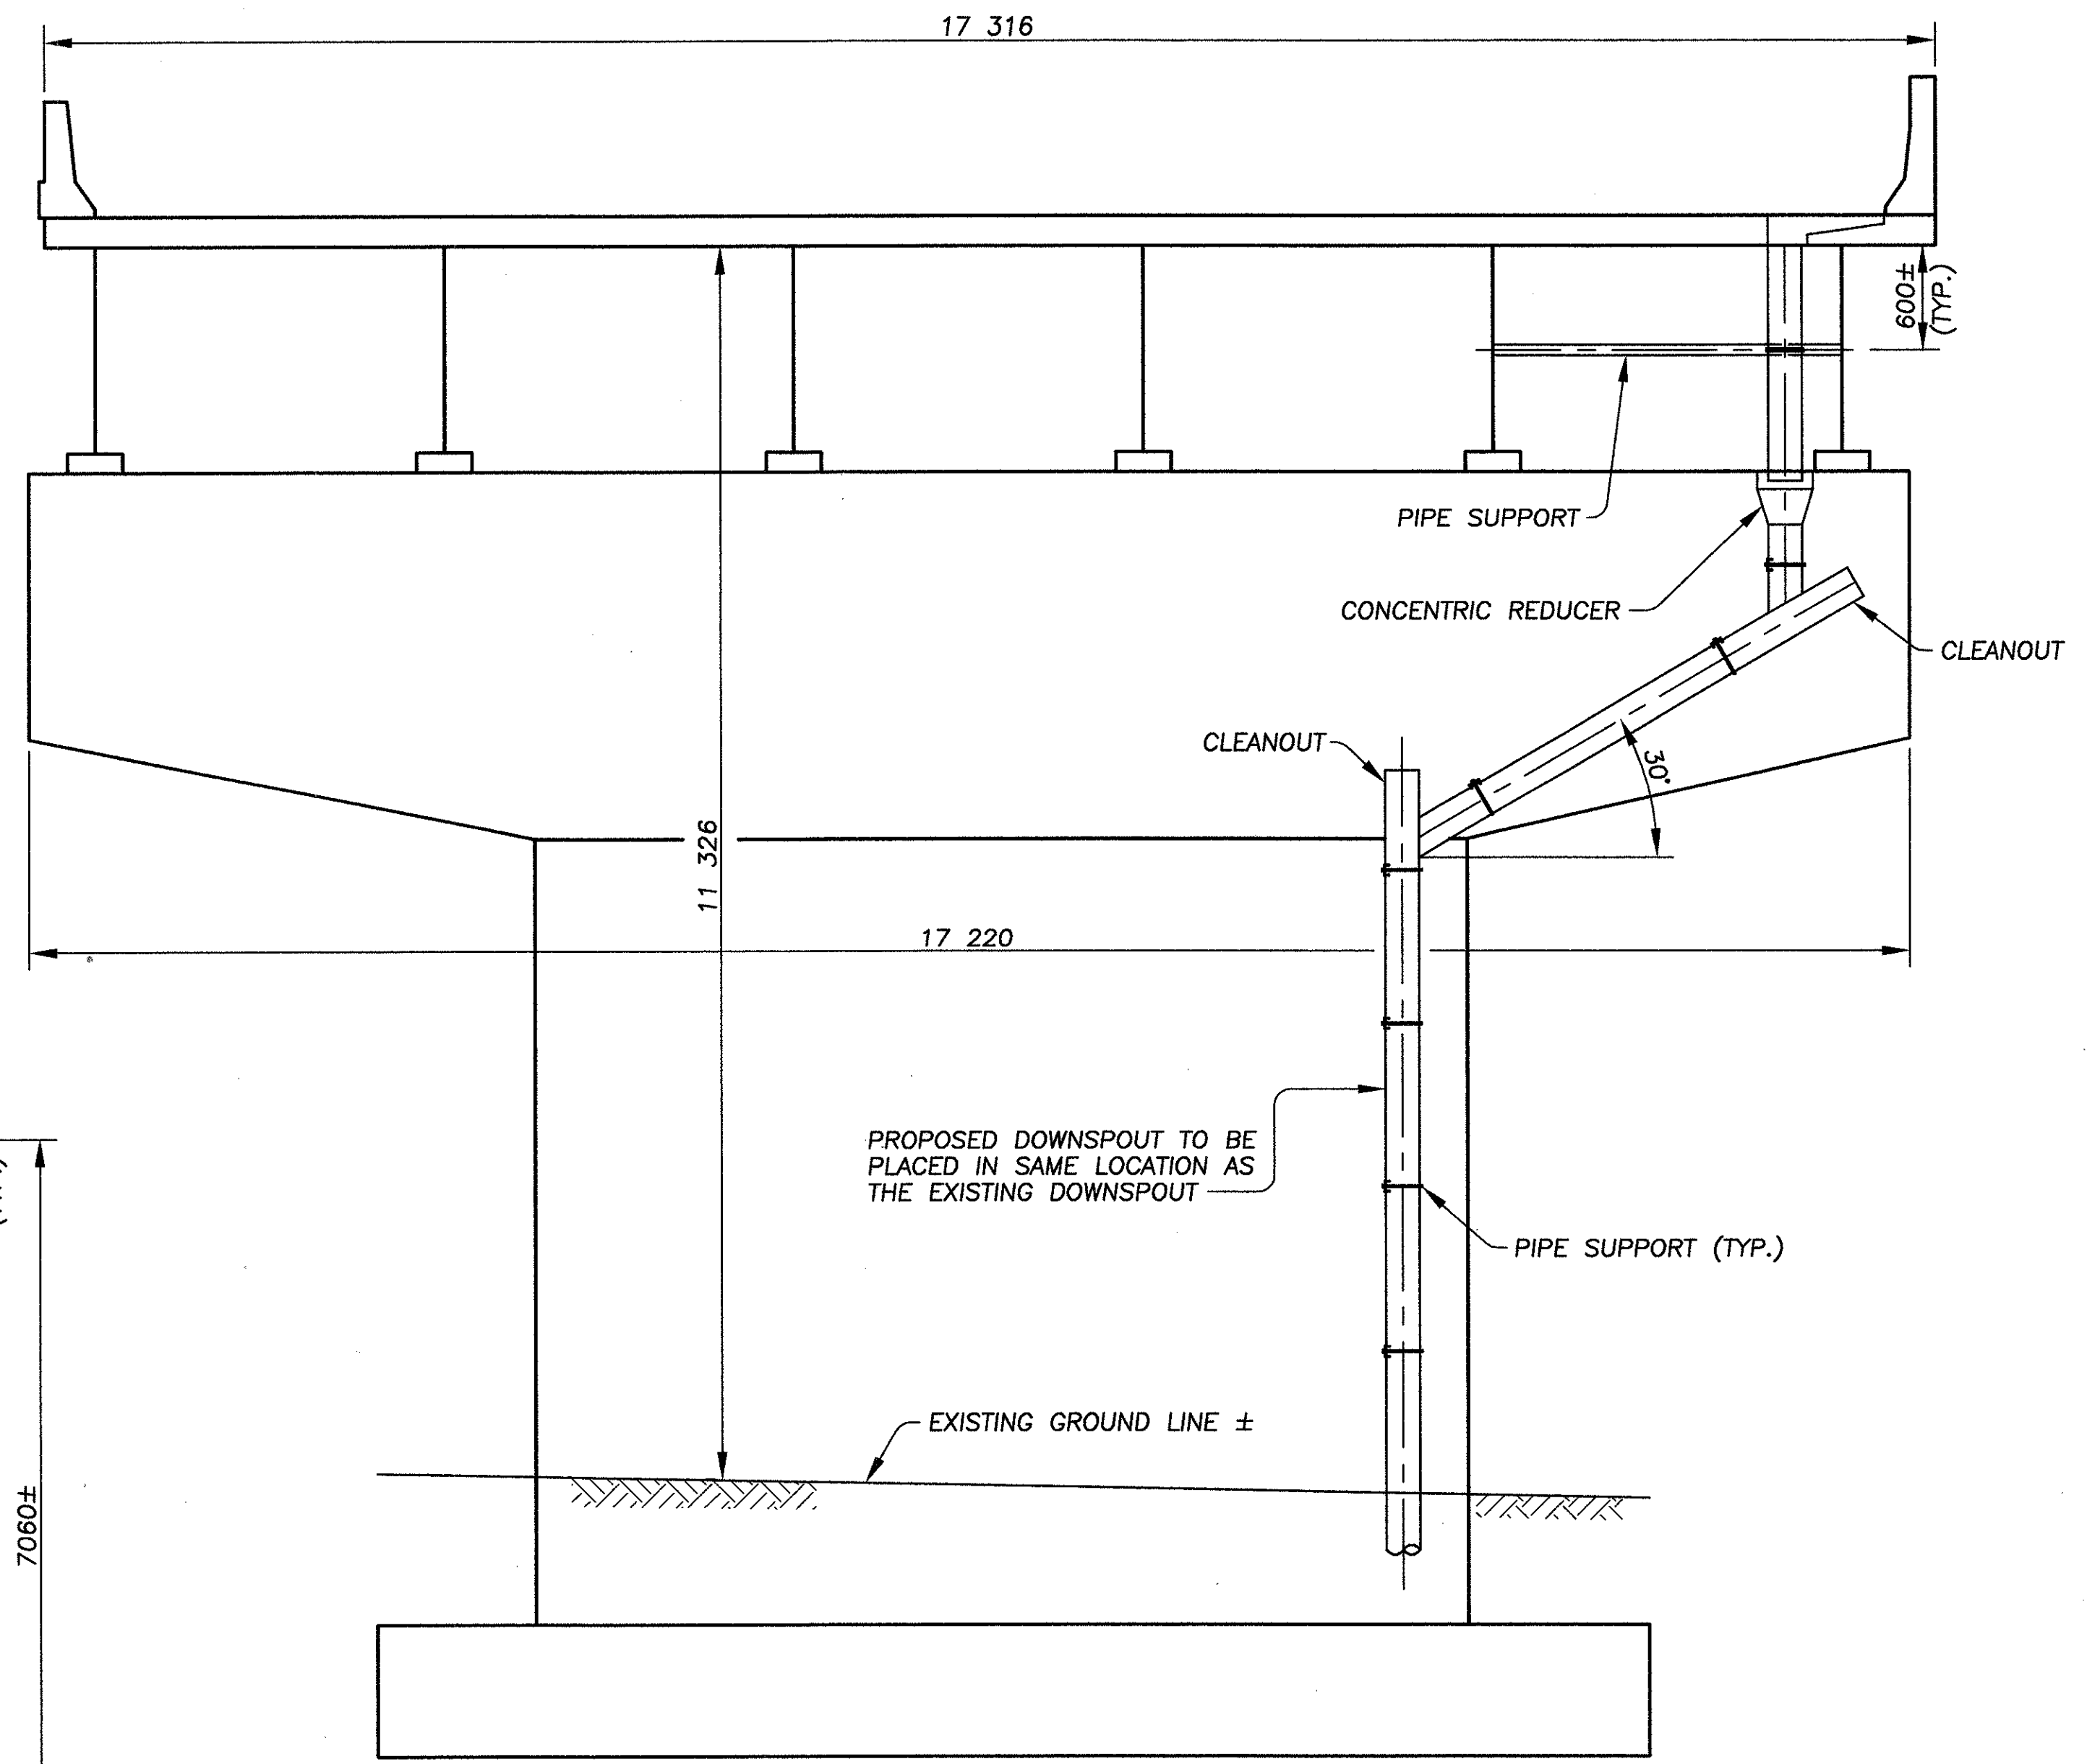 17 316
600±
(TYP.)
PIPE SUPPORT
CONCENTRIC REDUCER
CLEANOUT
CLEANOUT
30°
11 326
17 220
PROPOSED DOWNSPOUT TO BE
PLACED IN SAME LOCATION AS
THE EXISTING DOWNSPOUT
PIPE SUPPORT (TYP.)
EXISTING GROUND LINE ±
7060±